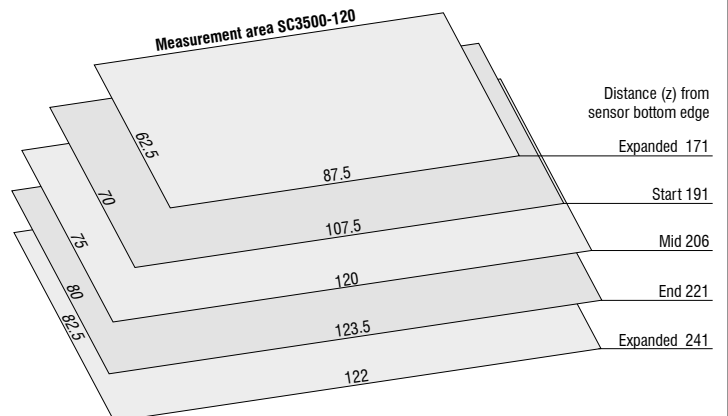 Measurement area SC3500-120
Distance (z) from
sensor bottom edge
62.5
87.5
Expanded 171
70
107.5
Start 191
75
120
Mid 206
80
123.5
End 221
82.5
122
Expanded 241